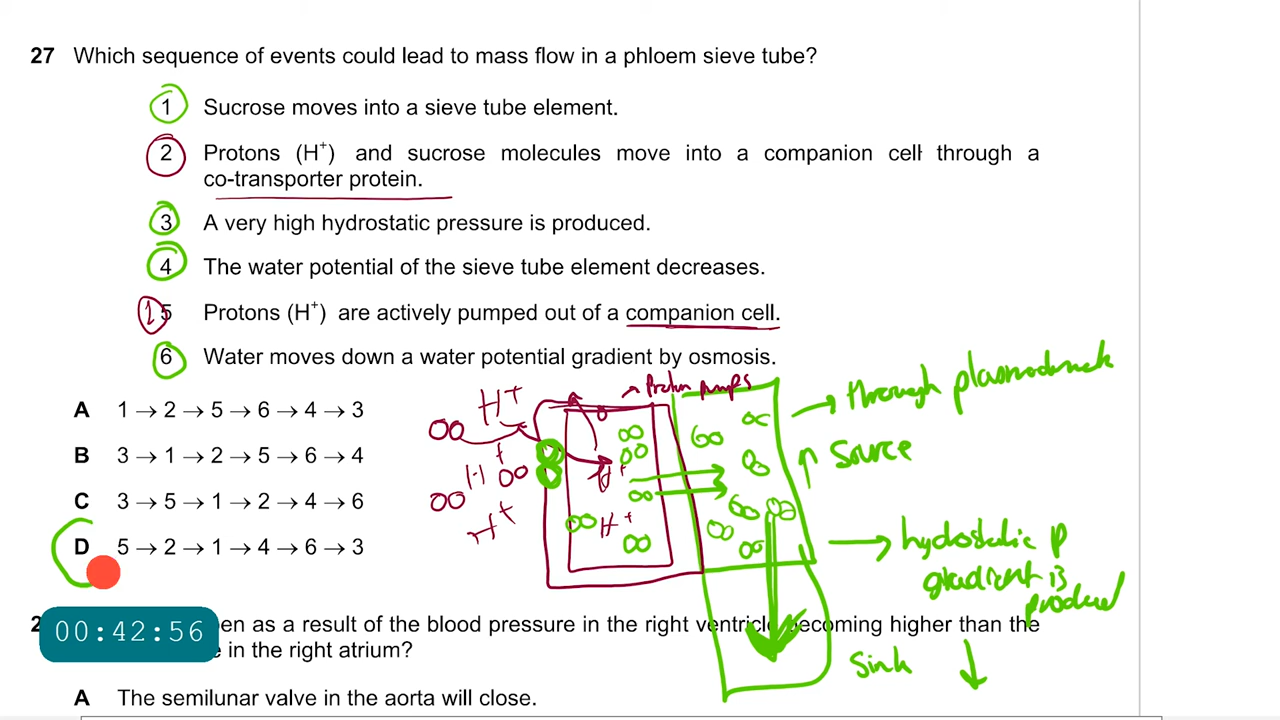 27 Which sequence of events could lead to mass flow in a phloem sieve tube?
1 Sucrose moves into a sieve tube element.
2 Protons (H⁺) and sucrose molecules move into a companion cell through a
co-transporter protein.
3 A very high hydrostatic pressure is produced.
4 The water potential of the sieve tube element decreases.
5 Protons (H⁺) are actively pumped out of a companion cell.
6 Water moves down a water potential gradient by osmosis.
A 1 → 2 → 5 → 6 → 4 → 3
B 3 → 1 → 2 → 5 → 6 → 4
C 3 → 5 → 1 → 2 → 4 → 6
D 5 → 2 → 1 → 4 → 6 → 3
Proton pumps
H⁺
H⁺
H⁺
H⁺
H⁺
→ through
↑ Source
→ hydrostatic p
gradient is
Sink ↓
00:42:56
en as a result of the blood pressure in the right ventricle becoming higher than the
in the right atrium?
A The semilunar valve in the aorta will close.